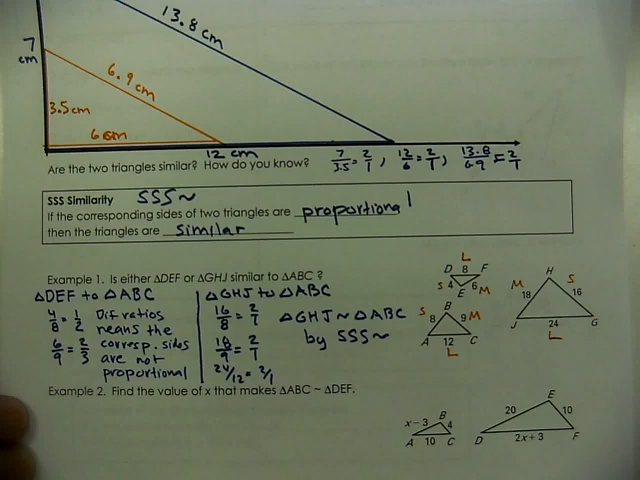 13.8 cm
7
cm
6.9 cm
3.5cm
6cm
12 cm
Are the two triangles similar? How do you know? 7/3.5 = 2/1, 12/6 = 2/1, 13.8/6.9 = 2/1
SSS Similarity SSS~
If the corresponding sides of two triangles are proportional
then the triangles are similar
Example 1. Is either ΔDEF or ΔGHJ similar to ΔABC ?
ΔDEF to ΔABC
4/8 = 1/2 Dif ratios
means the
6/9 = 2/3 corresp. sides
are not
proportional
ΔGHJ to ΔABC
16/8 = 2/1
ΔGHJ ~ ΔABC
18/9 = 2/1 by SSS~
24/12 = 2/1
L
D 8 F
S 4 6 M
E
B
S 8 9 M
A 12 C
L
H
M 18 16 S
J 24 G
L
Example 2. Find the value of x that makes ΔABC ~ ΔDEF.
x – 3 B 4
A 10 C
E
20 10
D 2x + 3 F